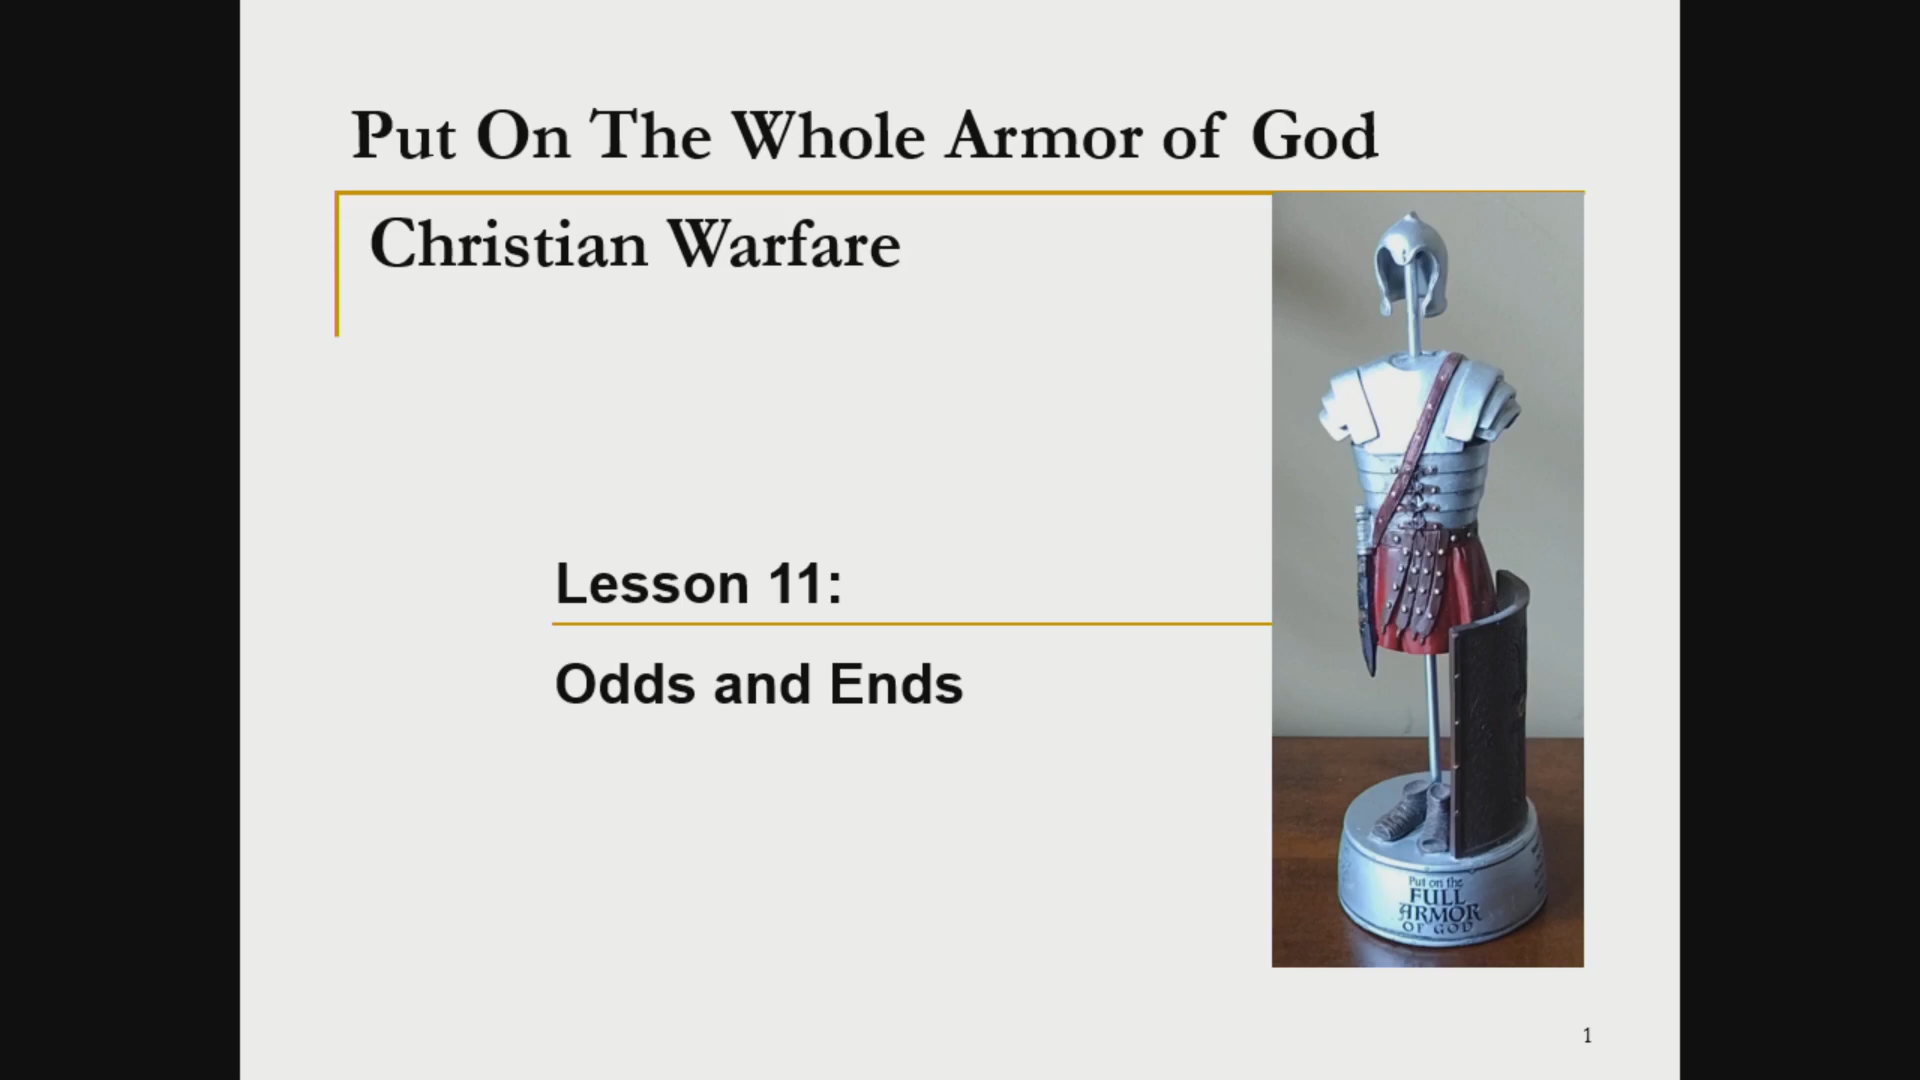 Put On The Whole Armor of God
Christian Warfare
Lesson 11:
Odds and Ends
Put on the
FULL
ARMOR
OF GOD
1